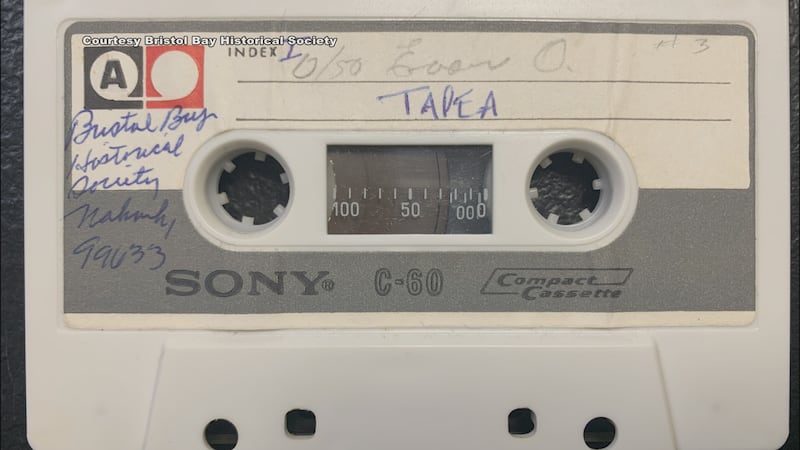 Courtesy Bristol Bay Historical Society
A
INDEX I
# 3
TAPE A
Bristol Bay
Historical
Society
Naknek,
99633
100 50 000
SONY® C-60 Compact Cassette